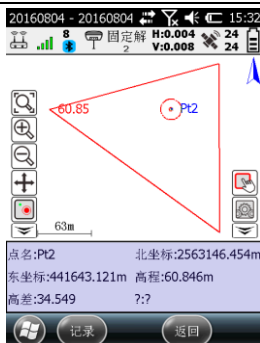 20160804 - 20160804 15:32
8 固定解 H:0.004 24
2 V:0.008 24
60.85 Pt2
63m
点名:Pt2 北坐标:2563146.454m
东坐标:441643.121m 高程:60.846m
高差:34.549 ?:?
记录 返回